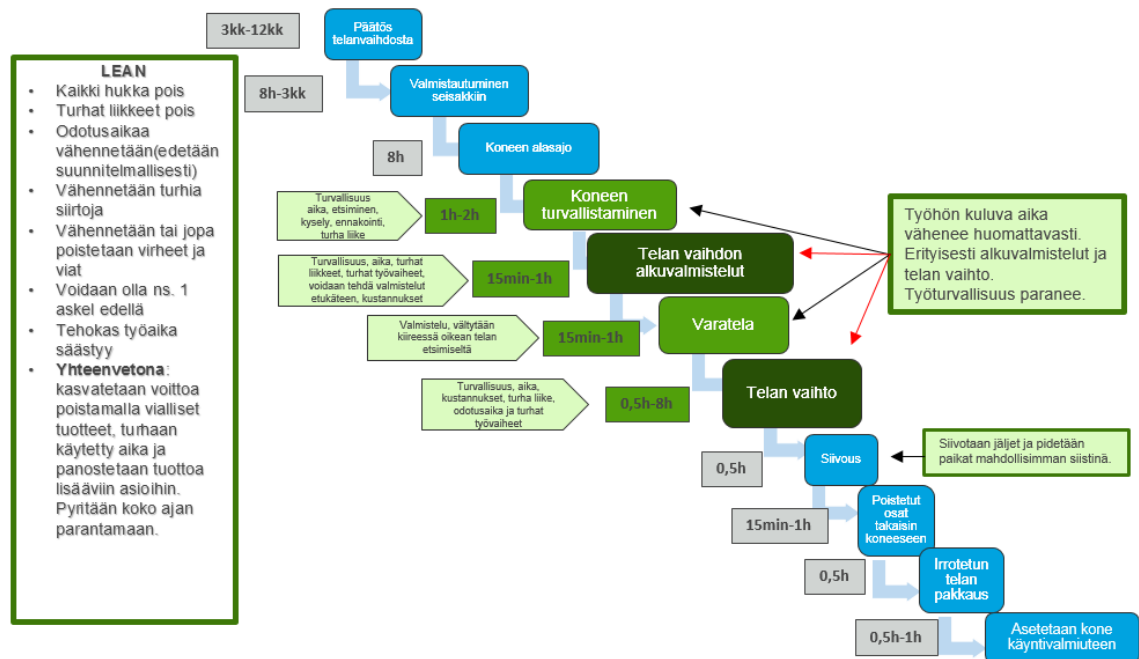 3kk-12kk
Päätös
telanvaihdosta
LEAN
• Kaikki hukka pois
• Turhat liikkeet pois
• Odotusaikaa
vähennetään(edetään
suunnitelmallisesti)
• Vähennetään turhia
siirtoja
• Vähennetään tai jopa
poistetaan virheet ja
viat
• Voidaan olla ns. 1
askel edellä
• Tehokas työaika
säästyy
• Yhteenvetona:
kasvatetaan voittoa
poistamalla vialliset
tuotteet, turhaan
käytetty aika ja
panostetaan tuottoa
lisääviin asioihin.
Pyritään koko ajan
parantamaan.
8h-3kk
Valmistautuminen
seisakkiin
8h
Koneen alasajo
Turvallisuus
aika, etsiminen,
kysely, ennakointi,
turha liike
1h-2h
Koneen
turvallistaminen
Työhön kuluva aika
vähenee huomattavasti.
Erityisesti alkuvalmistelut ja
telan vaihto.
Työturvallisuus paranee.
Turvallisuus, aika, turhat
liikkeet, turhat työvaiheet,
voidaan tehdä valmistelut
etukäteen, kustannukset
15min-1h
Telan vaihdon
alkuvalmistelut
Valmistelu, vältytään
kiireessä oikean telan
etsimiseltä
15min-1h
Varatela
Turvallisuus, aika,
kustannukset, turha liike,
odotusaika ja turhat
työvaiheet
0,5h-8h
Telan vaihto
0,5h
Siivous
Siivotaan jäljet ja pidetään
paikat mahdollisimman siistinä.
15min-1h
Poistetut
osat
takaisin
koneeseen
0,5h
Irrotetun
telan
pakkaus
0,5h-1h
Asetetaan kone
käyntivalmiuteen